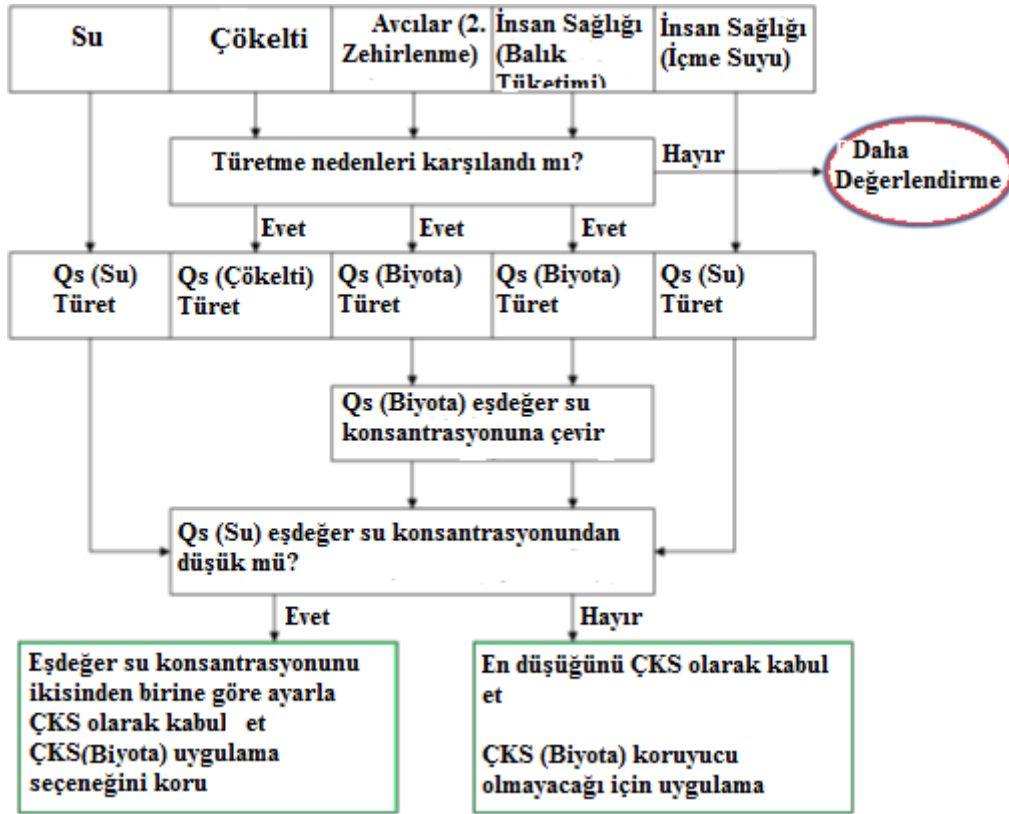 Su
Çökelti
Avcılar (2.
Zehirlenme)
İnsan Sağlığı
(Balık
Tüketimi)
İnsan Sağlığı
(İçme Suyu)
Türetme nedenleri karşılandı mı?
Hayır
Daha
Değerlendirme
Evet
Evet
Evet
Qs (Su)
Türet
Qs (Çökelti)
Türet
Qs (Biyota)
Türet
Qs (Biyota)
Türet
Qs (Su)
Türet
Qs (Biyota) eşdeğer su
konsantrasyonuna çevir
Qs (Su) eşdeğer su konsantrasyonundan
düşük mü?
Evet
Hayır
Eşdeğer su konsantrasyonunu
ikisinden birine göre ayarla
ÇKS olarak kabul et
ÇKS(Biyota) uygulama
seçeneğini koru
En düşüğünü ÇKS olarak kabul
et
ÇKS (Biyota) koruyucu
olmayacağı için uygulama